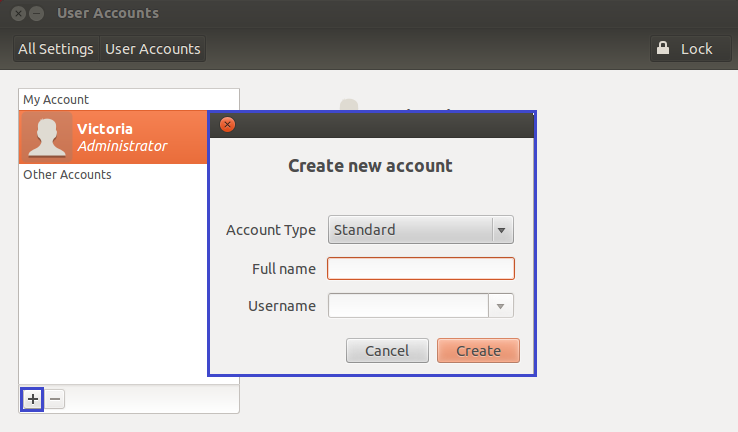 User Accounts
All Settings User Accounts Lock
My Account
Victoria
Administrator
Other Accounts
Create new account
Account Type Standard
Full name
Username
Cancel Create